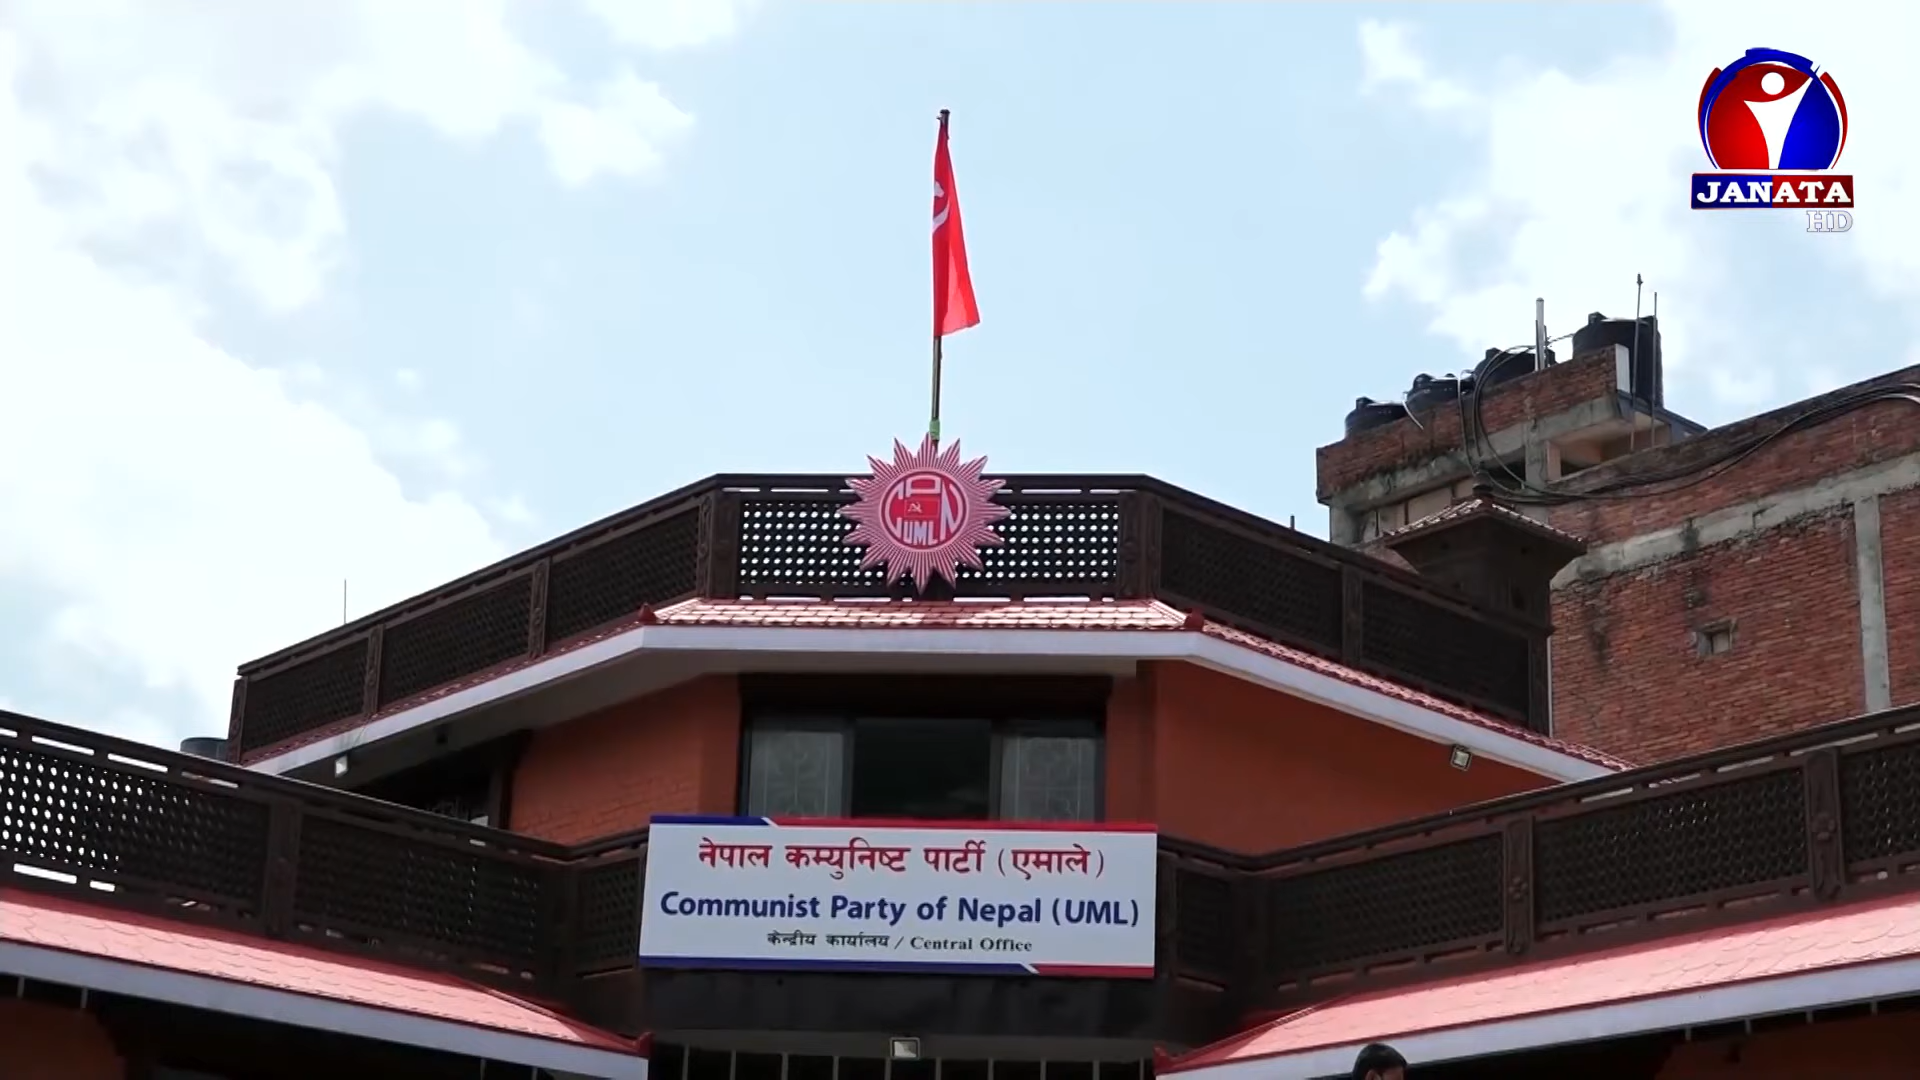 JANATA
HD
CPN
UML
नेपाल कम्युनिष्ट पार्टी (एमाले)
Communist Party of Nepal (UML)
केन्द्रीय कार्यालय / Central Office